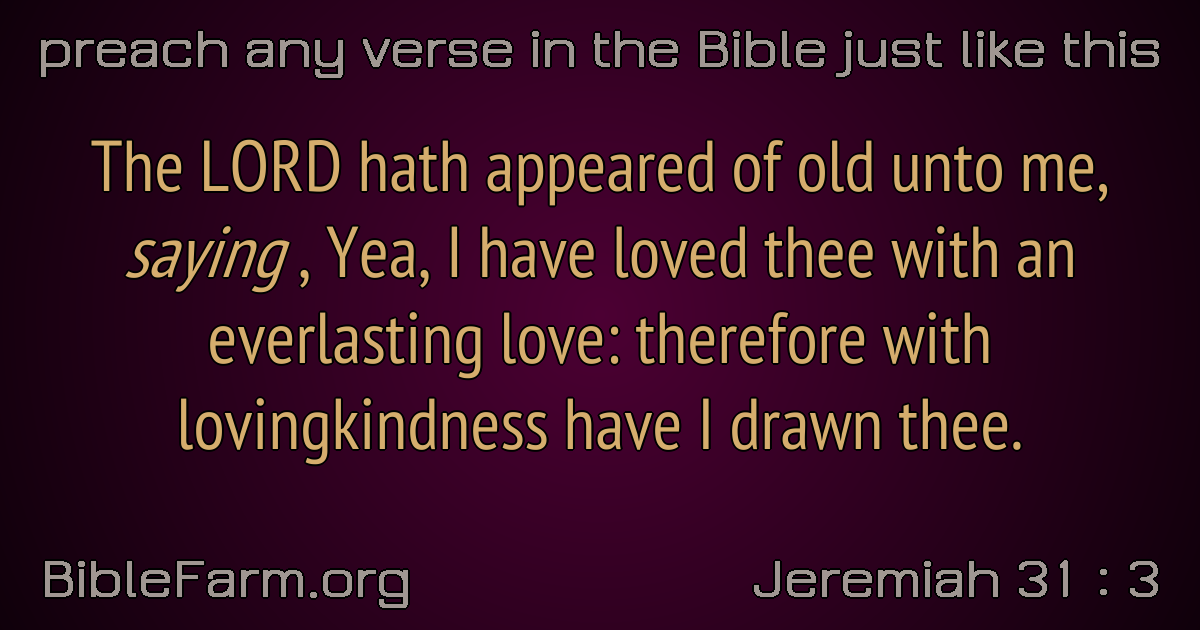 preach any verse in the Bible just like this
The LORD hath appeared of old unto me,
saying , Yea, I have loved thee with an
everlasting love: therefore with
lovingkindness have I drawn thee.
BibleFarm.org
Jeremiah 31 : 3